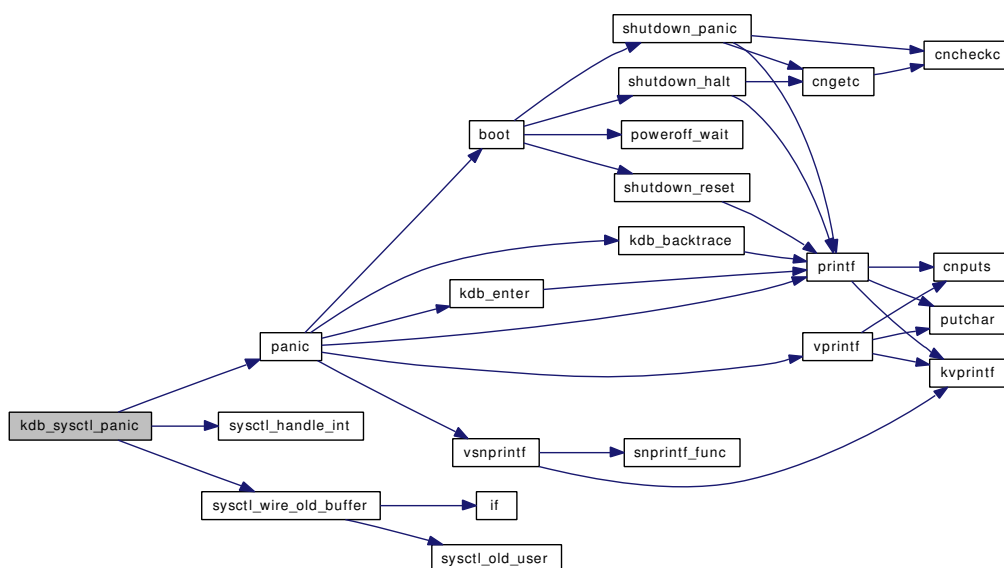 shutdown_panic
cncheckc
shutdown_halt
cngetc
boot
poweroff_wait
shutdown_reset
kdb_backtrace
printf
cnputs
kdb_enter
putchar
panic
vprintf
kvprintf
kdb_sysctl_panic
sysctl_handle_int
vsnprintf
snprintf_func
sysctl_wire_old_buffer
if
sysctl_old_user